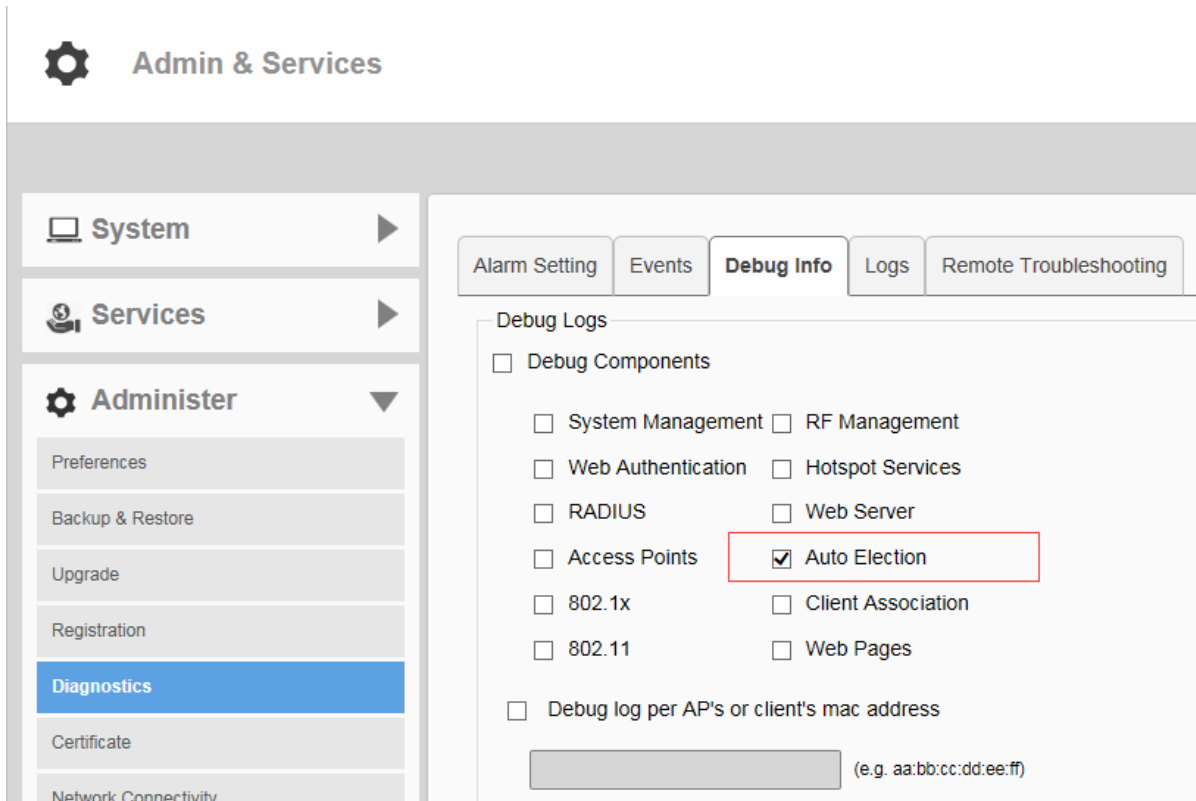 Admin & Services
System
Services
Administer
Preferences
Backup & Restore
Upgrade
Registration
Diagnostics
Certificate
Network Connectivity
Alarm Setting
Events
Debug Info
Logs
Remote Troubleshooting
Debug Logs
Debug Components
System Management
RF Management
Web Authentication
Hotspot Services
RADIUS
Web Server
Access Points
Auto Election
802.1x
Client Association
802.11
Web Pages
Debug log per AP's or client's mac address
(e.g. aa:bb:cc:dd:ee:ff)